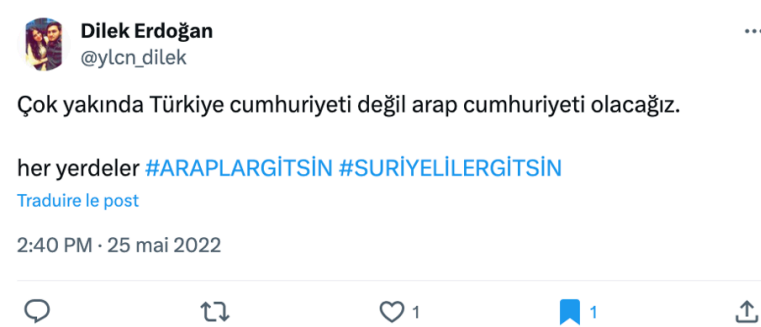 Dilek Erdoğan
@ylcn_dilek
Çok yakında Türkiye cumhuriyeti değil arap cumhuriyeti olacağız.
her yerdeler #ARAPLARGİTSİN #SURİYELİLERGİTSİN
Traduire le post
2:40 PM · 25 mai 2022
1 1